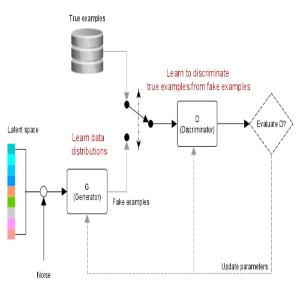 True examples
Learn to discriminate
true examples from fake examples
D
(Discriminator)
Evaluate D?
Latent space
Learn data
distributions
G
(Generator)
Fake examples
Noise
Update parameters